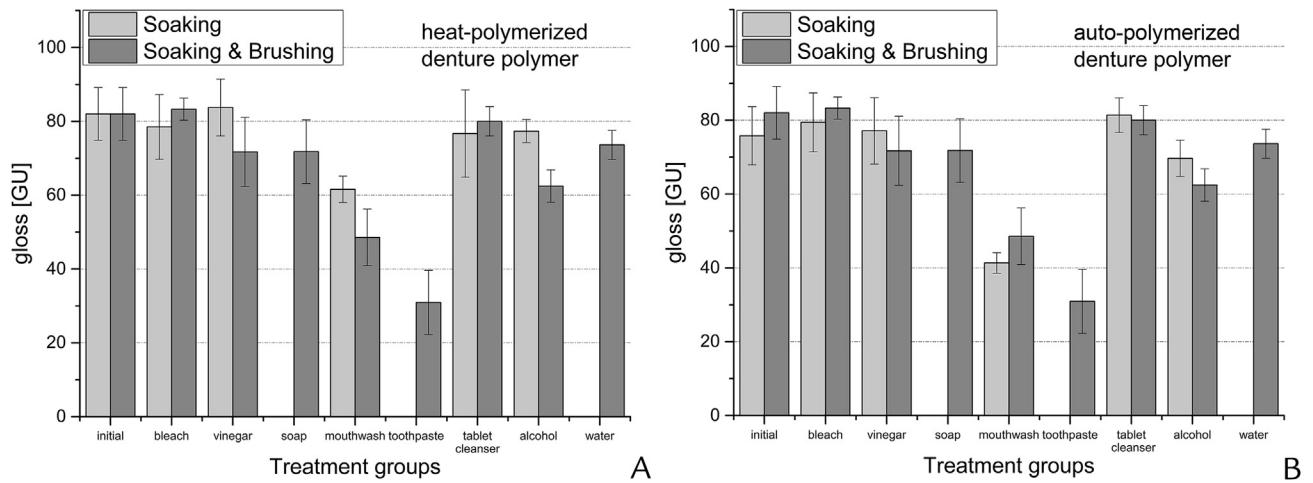 Soaking
Soaking & Brushing
heat-polymerized
denture polymer
100
80
60
40
20
0
gloss [GU]
initial
bleach
vinegar
soap
mouthwash
toothpaste
tablet
cleanser
alcohol
water
Treatment groups
A
Soaking
Soaking & Brushing
auto-polymerized
denture polymer
100
80
60
40
20
0
gloss [GU]
initial
bleach
vinegar
soap
mouthwash
toothpaste
tablet
cleanser
alcohol
water
Treatment groups
B